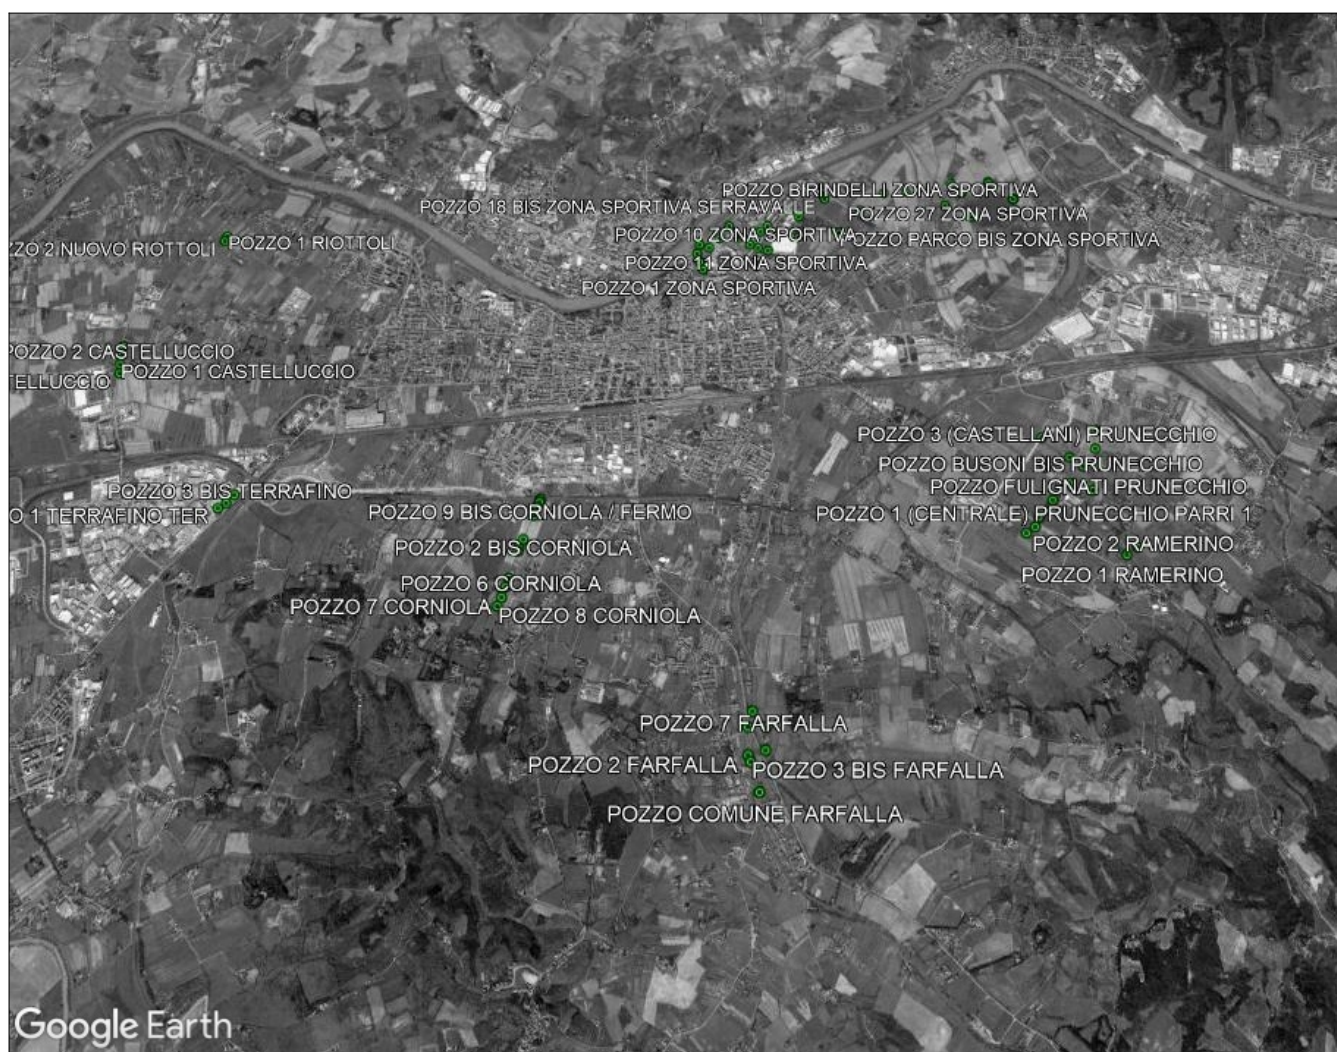 POZZO BIRINDELLI ZONA SPORTIVA
POZZO 18 BIS ZONA SPORTIVA SERRAVALLE
POZZO 27 ZONA SPORTIVA
POZZO 10 ZONA SPORTIVA
POZZO PARCO BIS ZONA SPORTIVA
ZZO 2 NUOVO RIOTTOLI
POZZO 1 RIOTTOLI
POZZO 11 ZONA SPORTIVA
POZZO 1 ZONA SPORTIVA
POZZO 2 CASTELLUCCIO
POZZO 1 CASTELLUCCIO
TELLUCCIO
POZZO 3 (CASTELLANI) PRUNECCHIO
POZZO BUSONI BIS PRUNECCHIO
POZZO FULIGNATI PRUNECCHIO
POZZO 3 BIS TERRAFINO
O 1 TERRAFINO TER
POZZO 9 BIS CORNIOLA / FERMO
POZZO 1 (CENTRALE) PRUNECCHIO PARRI 1
POZZO 2 BIS CORNIOLA
POZZO 2 RAMERINO
POZZO 1 RAMERINO
POZZO 6 CORNIOLA
POZZO 7 CORNIOLA
POZZO 8 CORNIOLA
POZZO 7 FARFALLA
POZZO 2 FARFALLA
POZZO 3 BIS FARFALLA
POZZO COMUNE FARFALLA
Google Earth